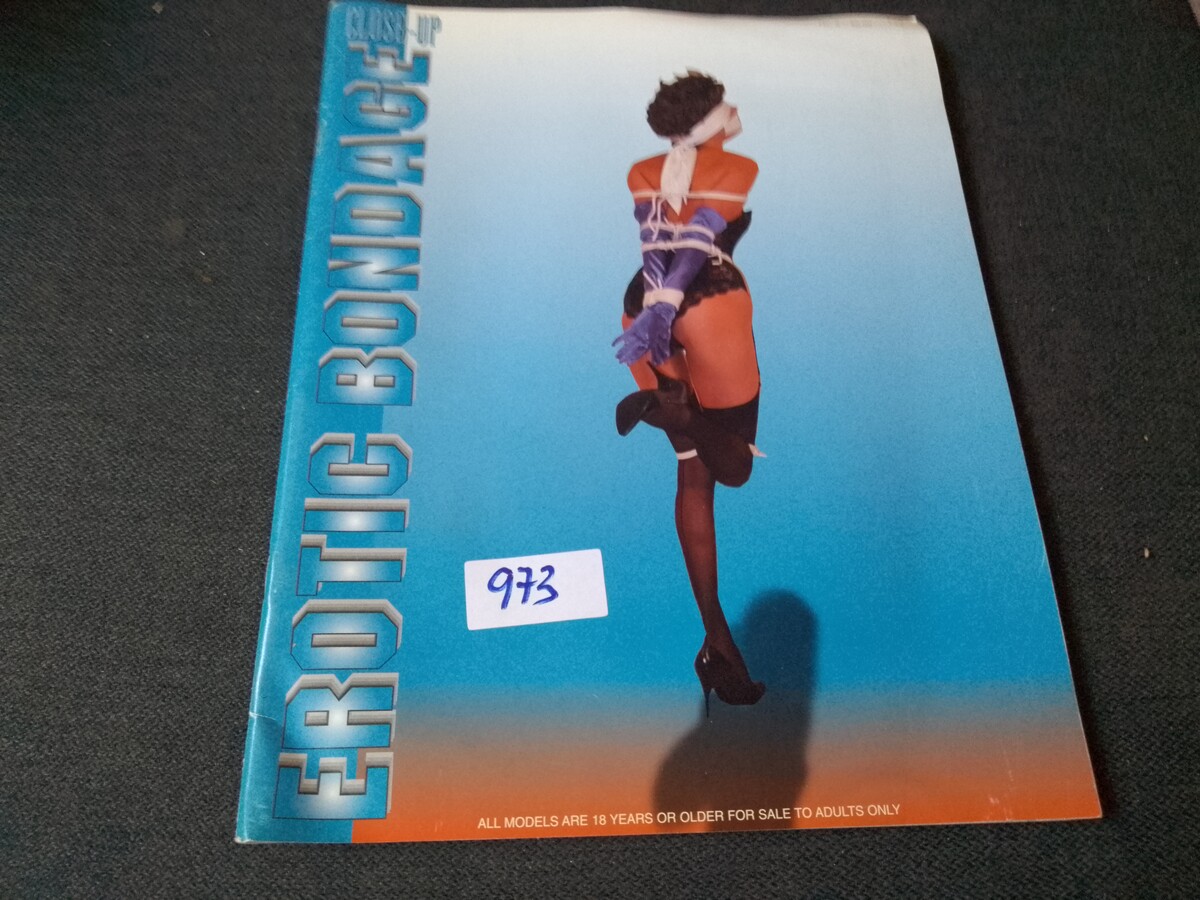 CLOSE-UP
EROTIC BONDAGE
973
ALL MODELS ARE 18 YEARS OR OLDER FOR SALE TO ADULTS ONLY